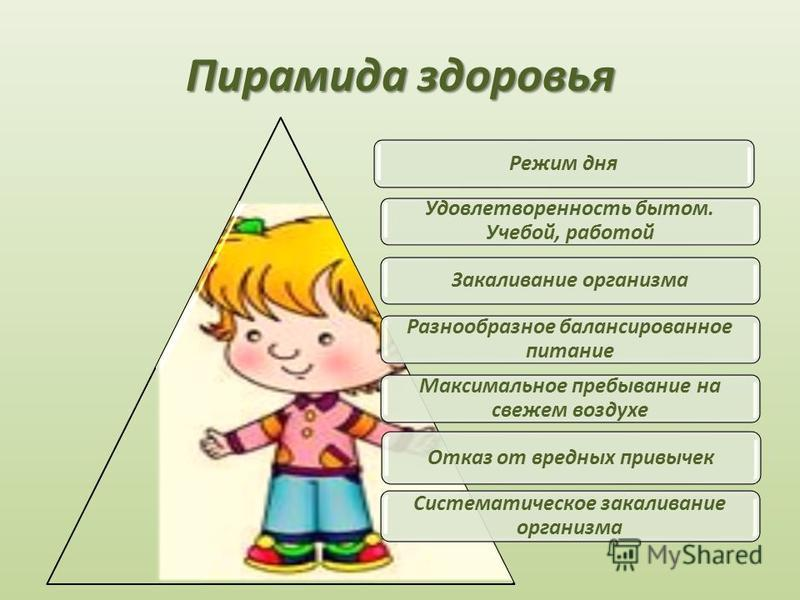 Пирамида здоровья
Режим дня
Удовлетворенность бытом.
Учебой, работой
Закаливание организма
Разнообразное балансированное
питание
Максимальное пребывание на
свежем воздухе
Отказ от вредных привычек
Систематическое закаливание
организма
MyShared